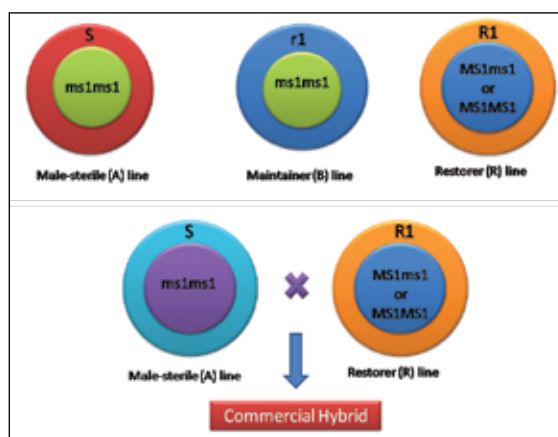 S
ms1ms1
Male-sterile (A) line
r1
ms1ms1
Maintainer (B) line
R1
MS1ms1
or
MS1MS1
Restorer (R) line
S
ms1ms1
Male-sterile (A) line
R1
MS1ms1
or
MS1MS1
Restorer (R) line
Commercial Hybrid